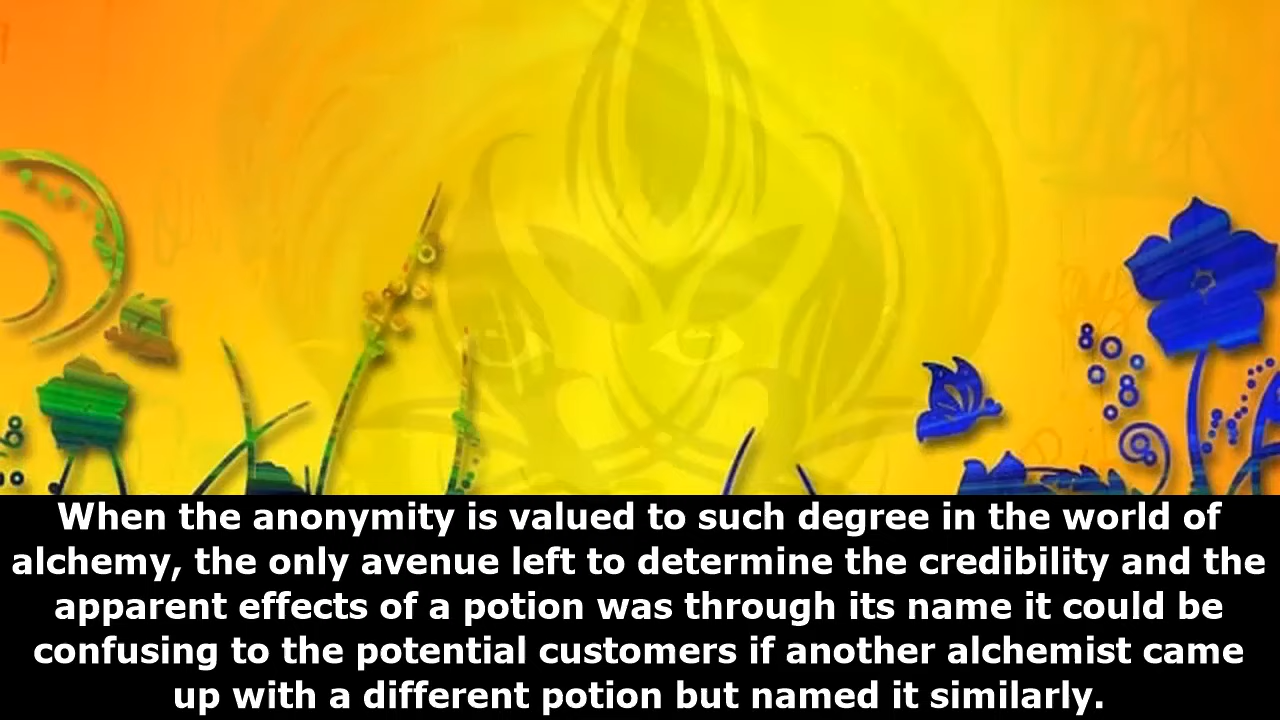 When the anonymity is valued to such degree in the world of
alchemy, the only avenue left to determine the credibility and the
apparent effects of a potion was through its name it could be
confusing to the potential customers if another alchemist came
up with a different potion but named it similarly.